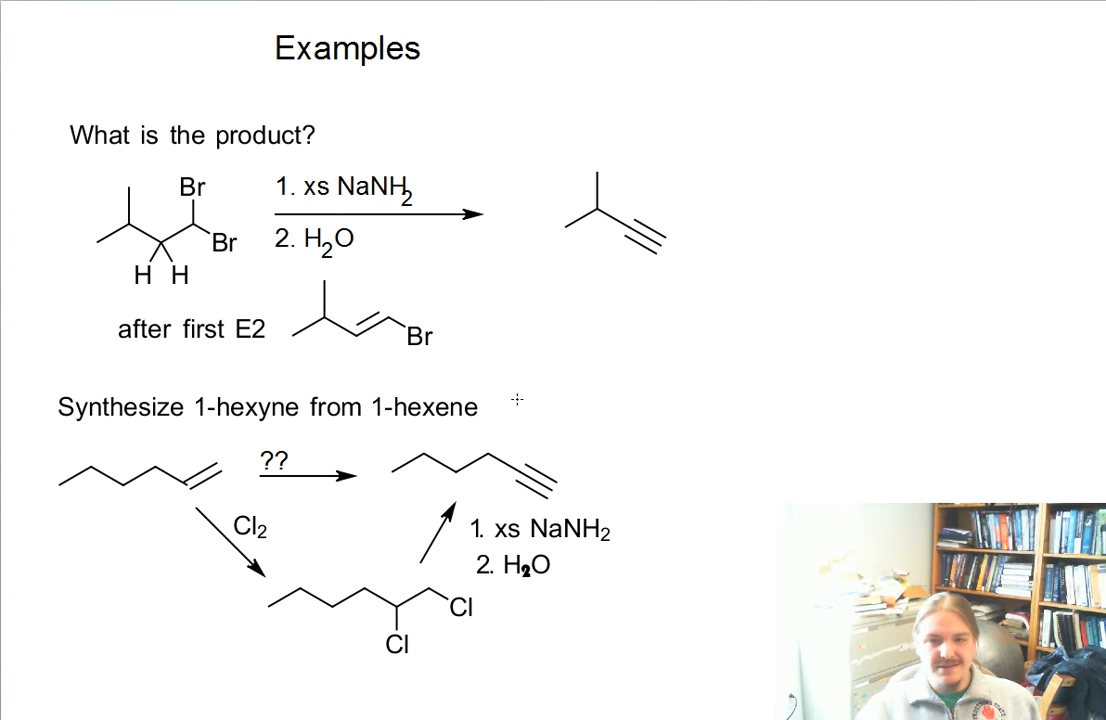 Examples
What is the product?
Br
Br
H H
1. xs NaNH₂
2. H₂O
after first E2
Br
Synthesize 1-hexyne from 1-hexene
??
Cl₂
1. xs NaNH₂
2. H₂O
Cl
Cl